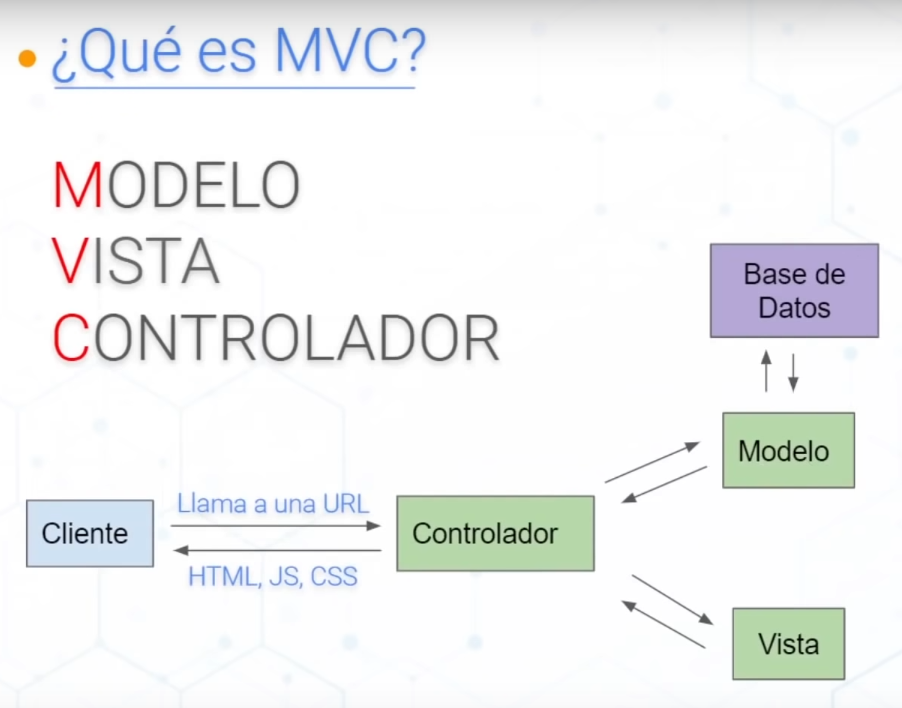 ¿Qué es MVC?
MODELO
VISTA
CONTROLADOR
Base de
Datos
Modelo
Llama a una URL
Cliente
Controlador
HTML, JS, CSS
Vista